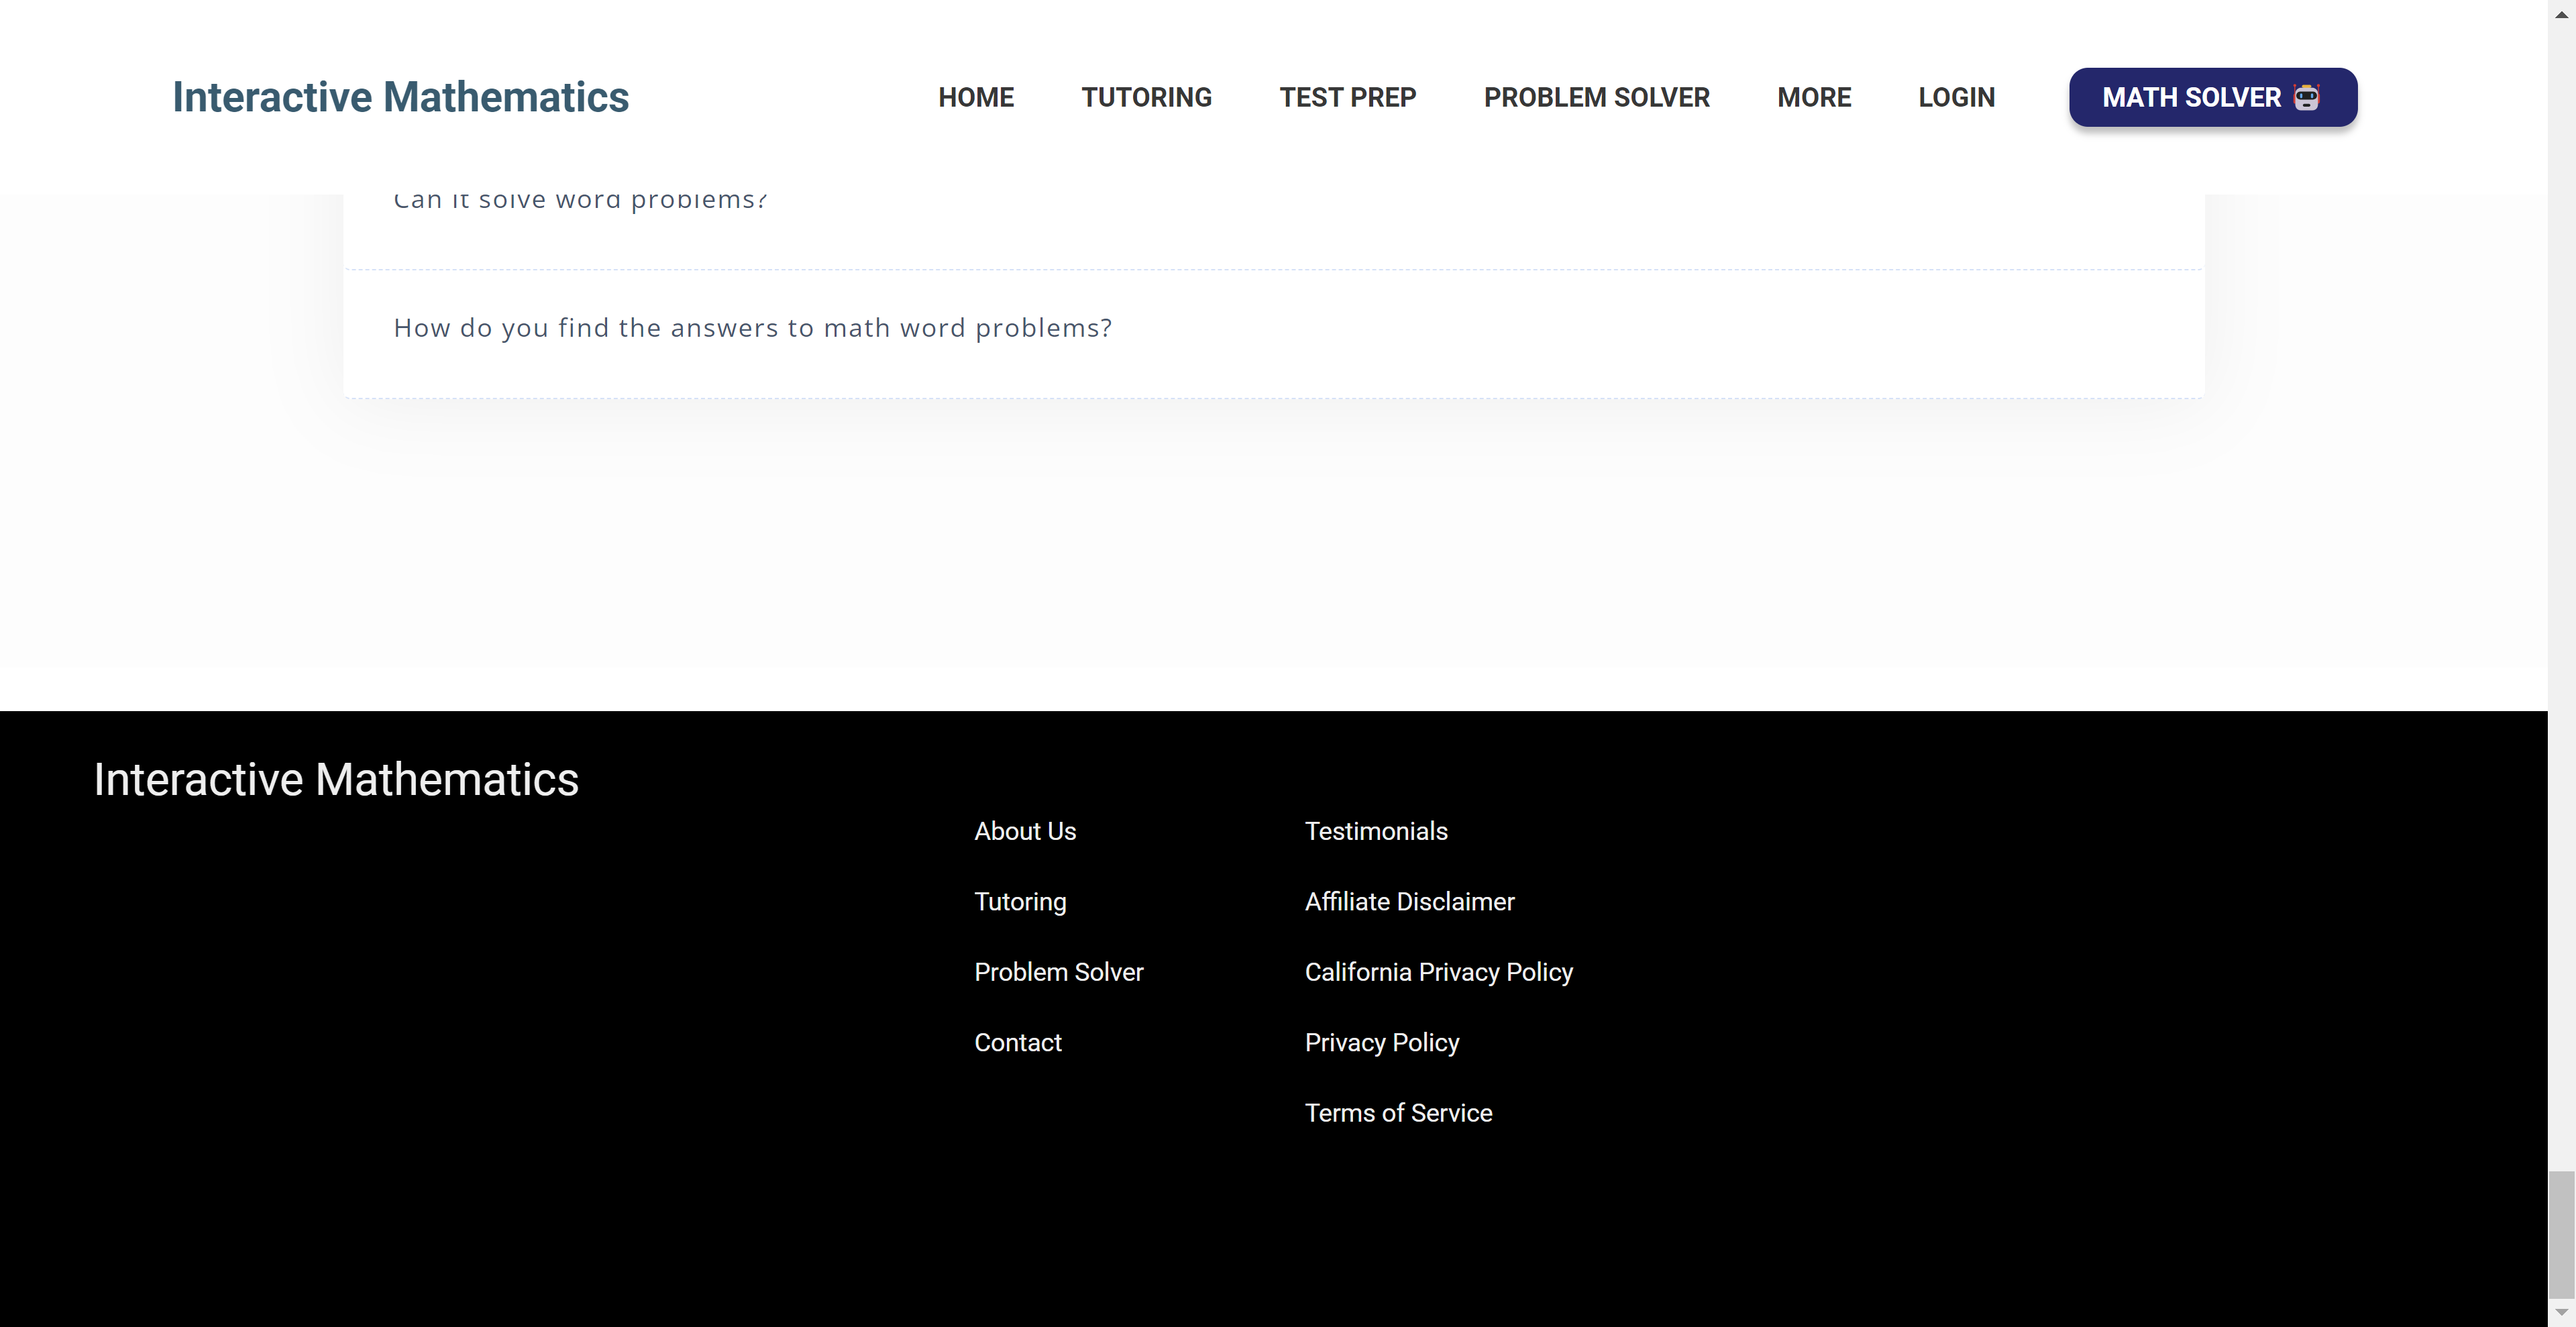 Interactive Mathematics
HOME
TUTORING
TEST PREP
PROBLEM SOLVER
MORE
LOGIN
MATH SOLVER
Can it solve word problems?
How do you find the answers to math word problems?
Interactive Mathematics
About Us
Tutoring
Problem Solver
Contact
Testimonials
Affiliate Disclaimer
California Privacy Policy
Privacy Policy
Terms of Service